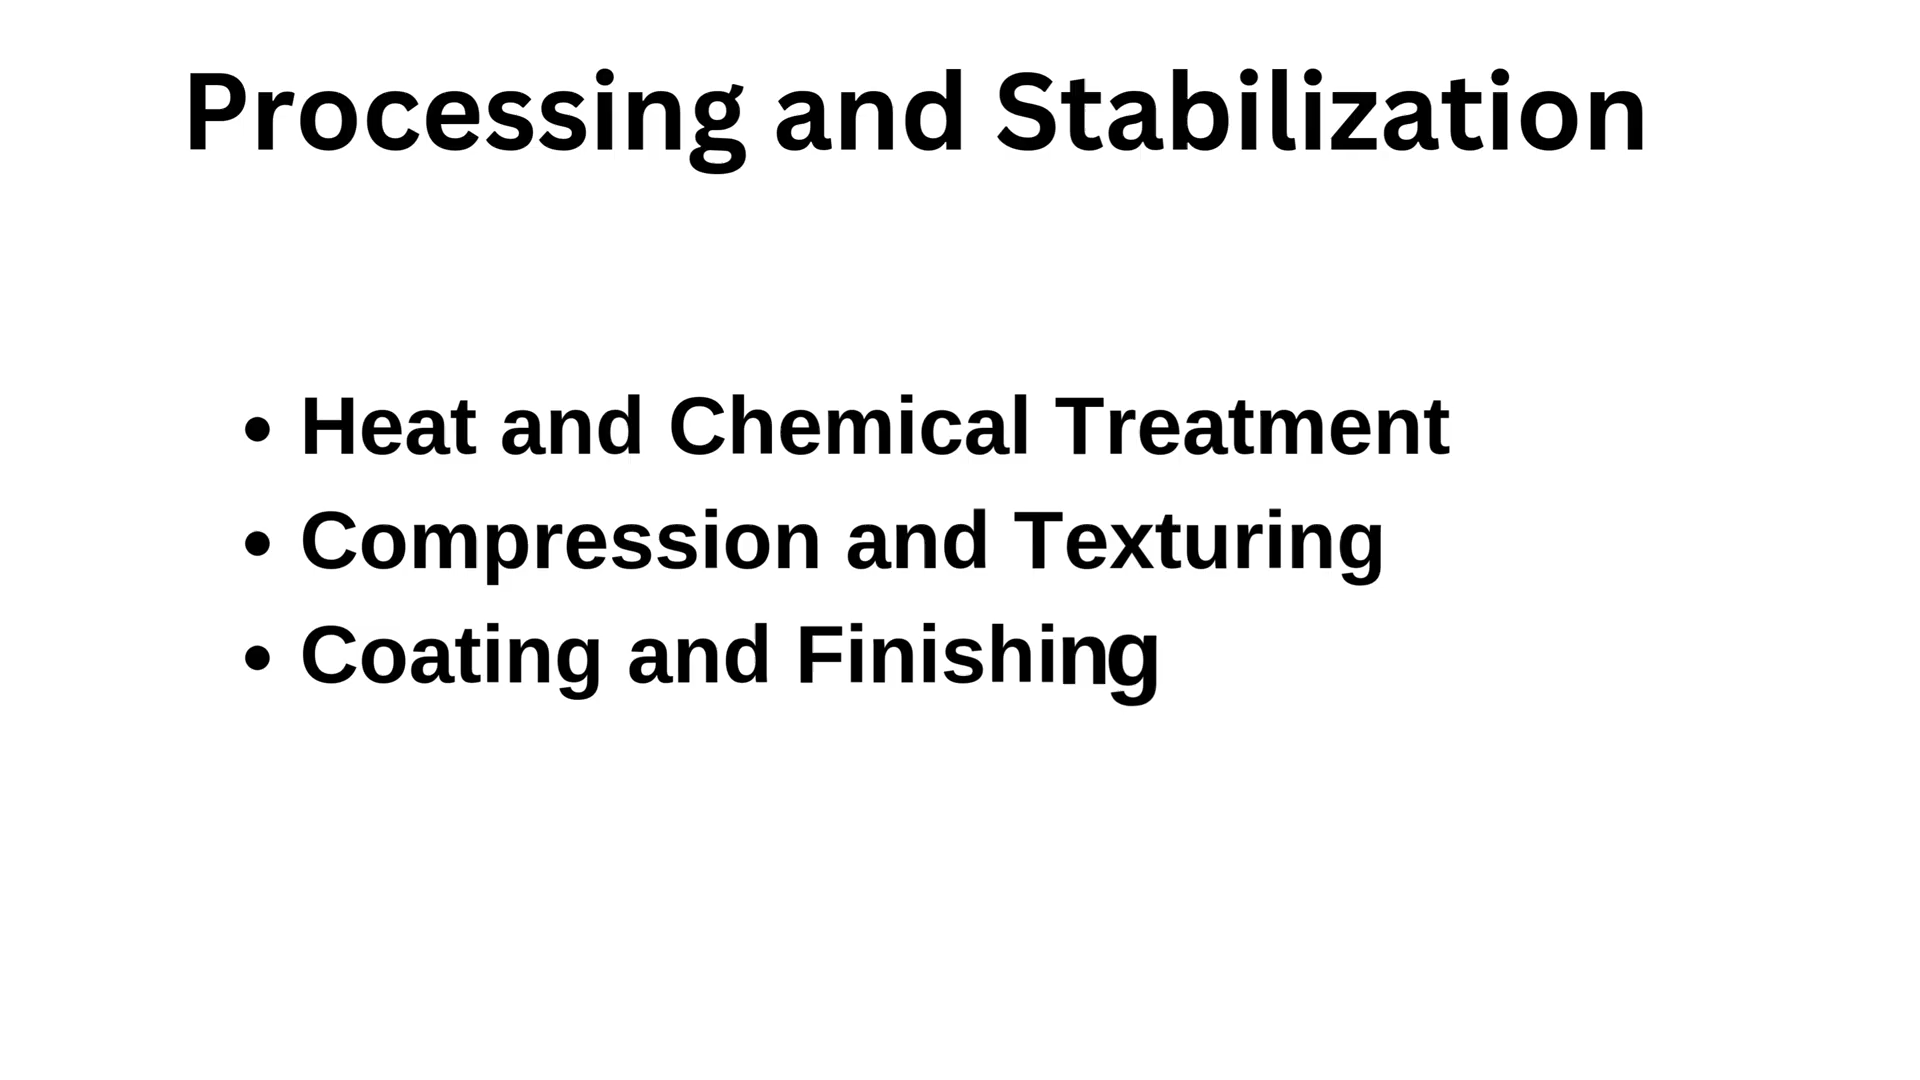 Processing and Stabilization
• Heat and Chemical Treatment
• Compression and Texturing
• Coating and Finishing